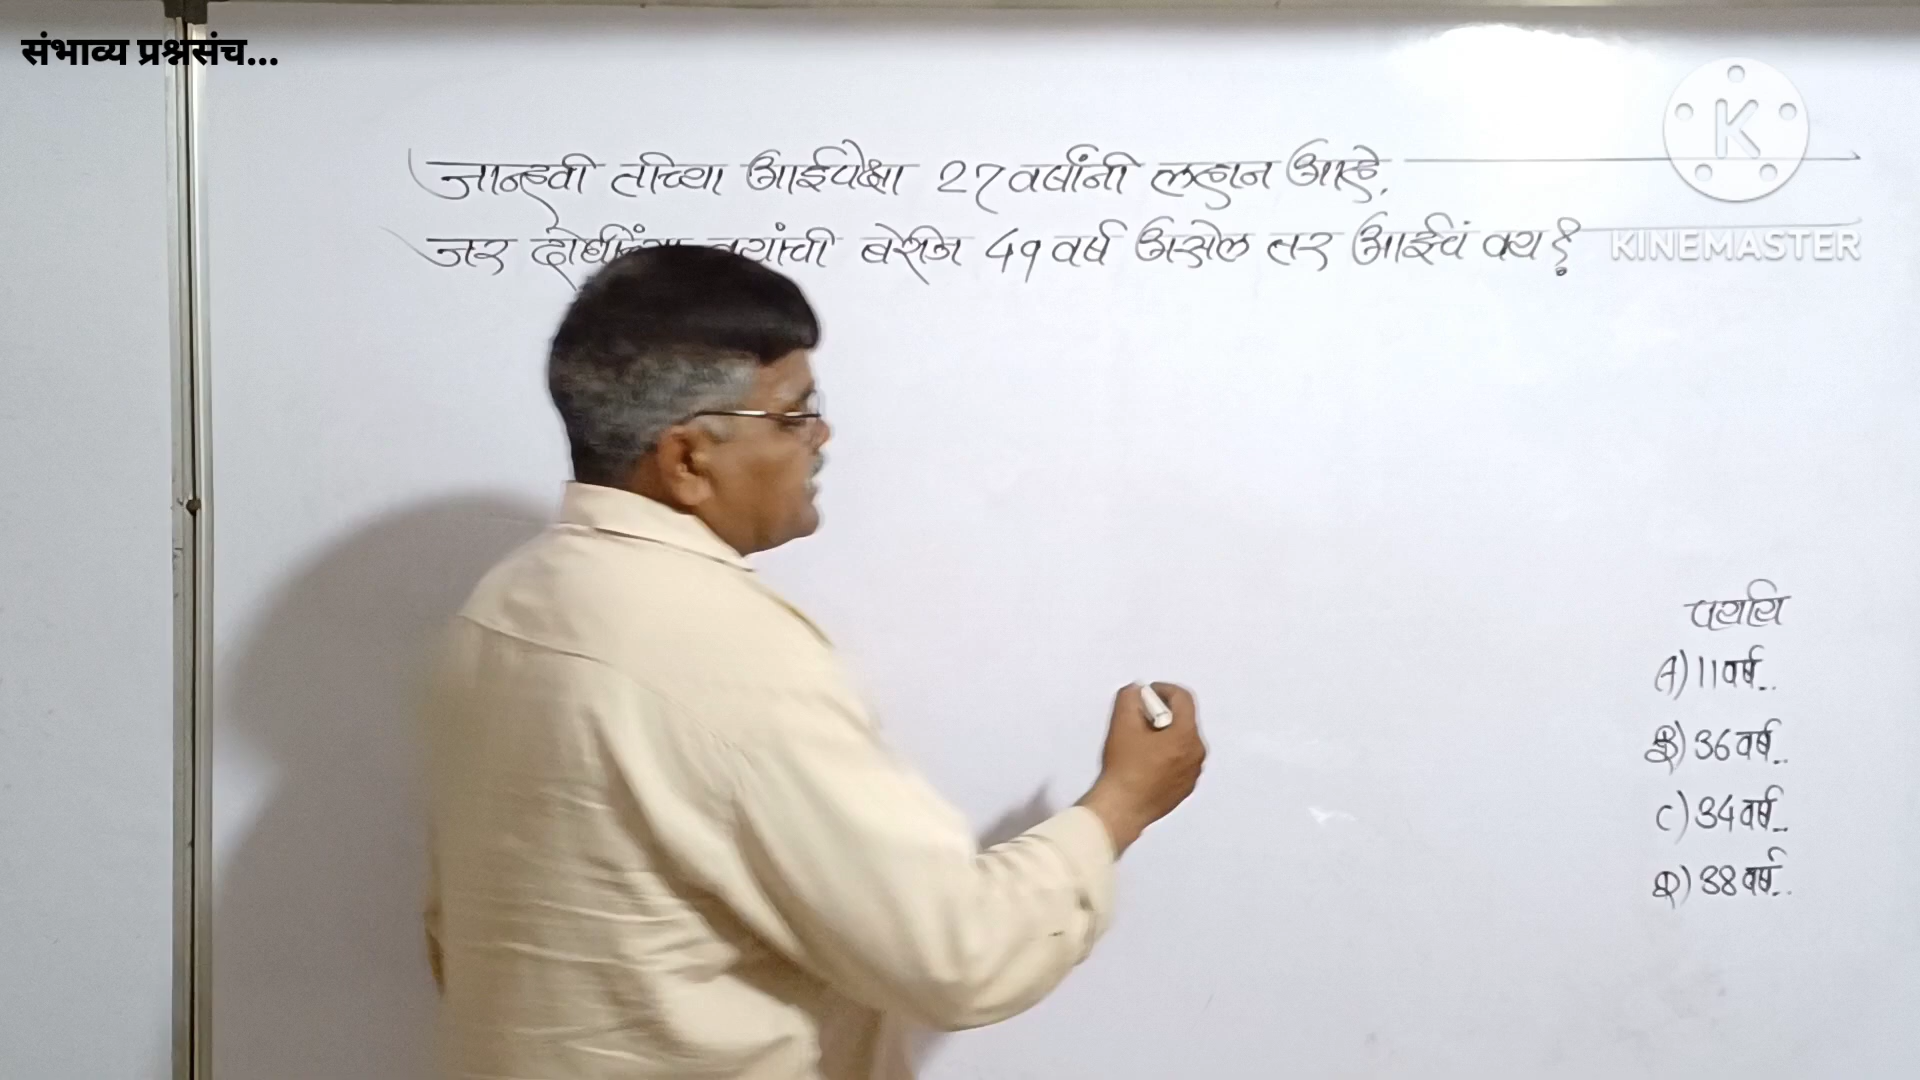 संभाव्य प्रश्नसंच...
जान्हवी तीच्या आईपेक्षा 27 वर्षांनी लहान आहे.
जर दोघींच्या वयांची बेरीज 49 वर्ष असेल तर आईचं वय?
KINEMASTER
पर्याय
A) 11 वर्ष..
B) 36 वर्ष..
C) 34 वर्ष..
D) 38 वर्ष..